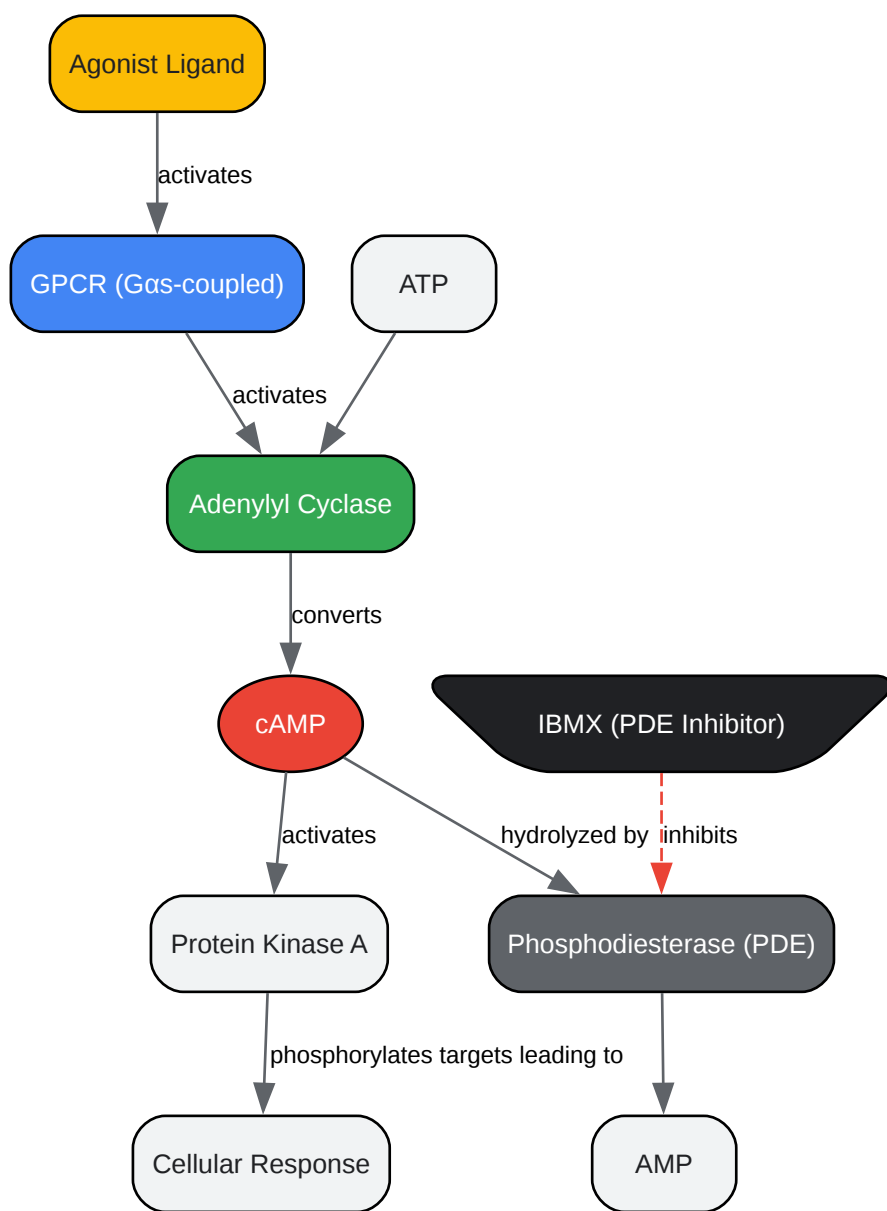 Agonist Ligand
activates
GPCR (Gαs-coupled)
ATP
activates
Adenylyl Cyclase
converts
cAMP
IBMX (PDE Inhibitor)
activates
hydrolyzed by
inhibits
Protein Kinase A
Phosphodiesterase (PDE)
phosphorylates targets leading to
Cellular Response
AMP